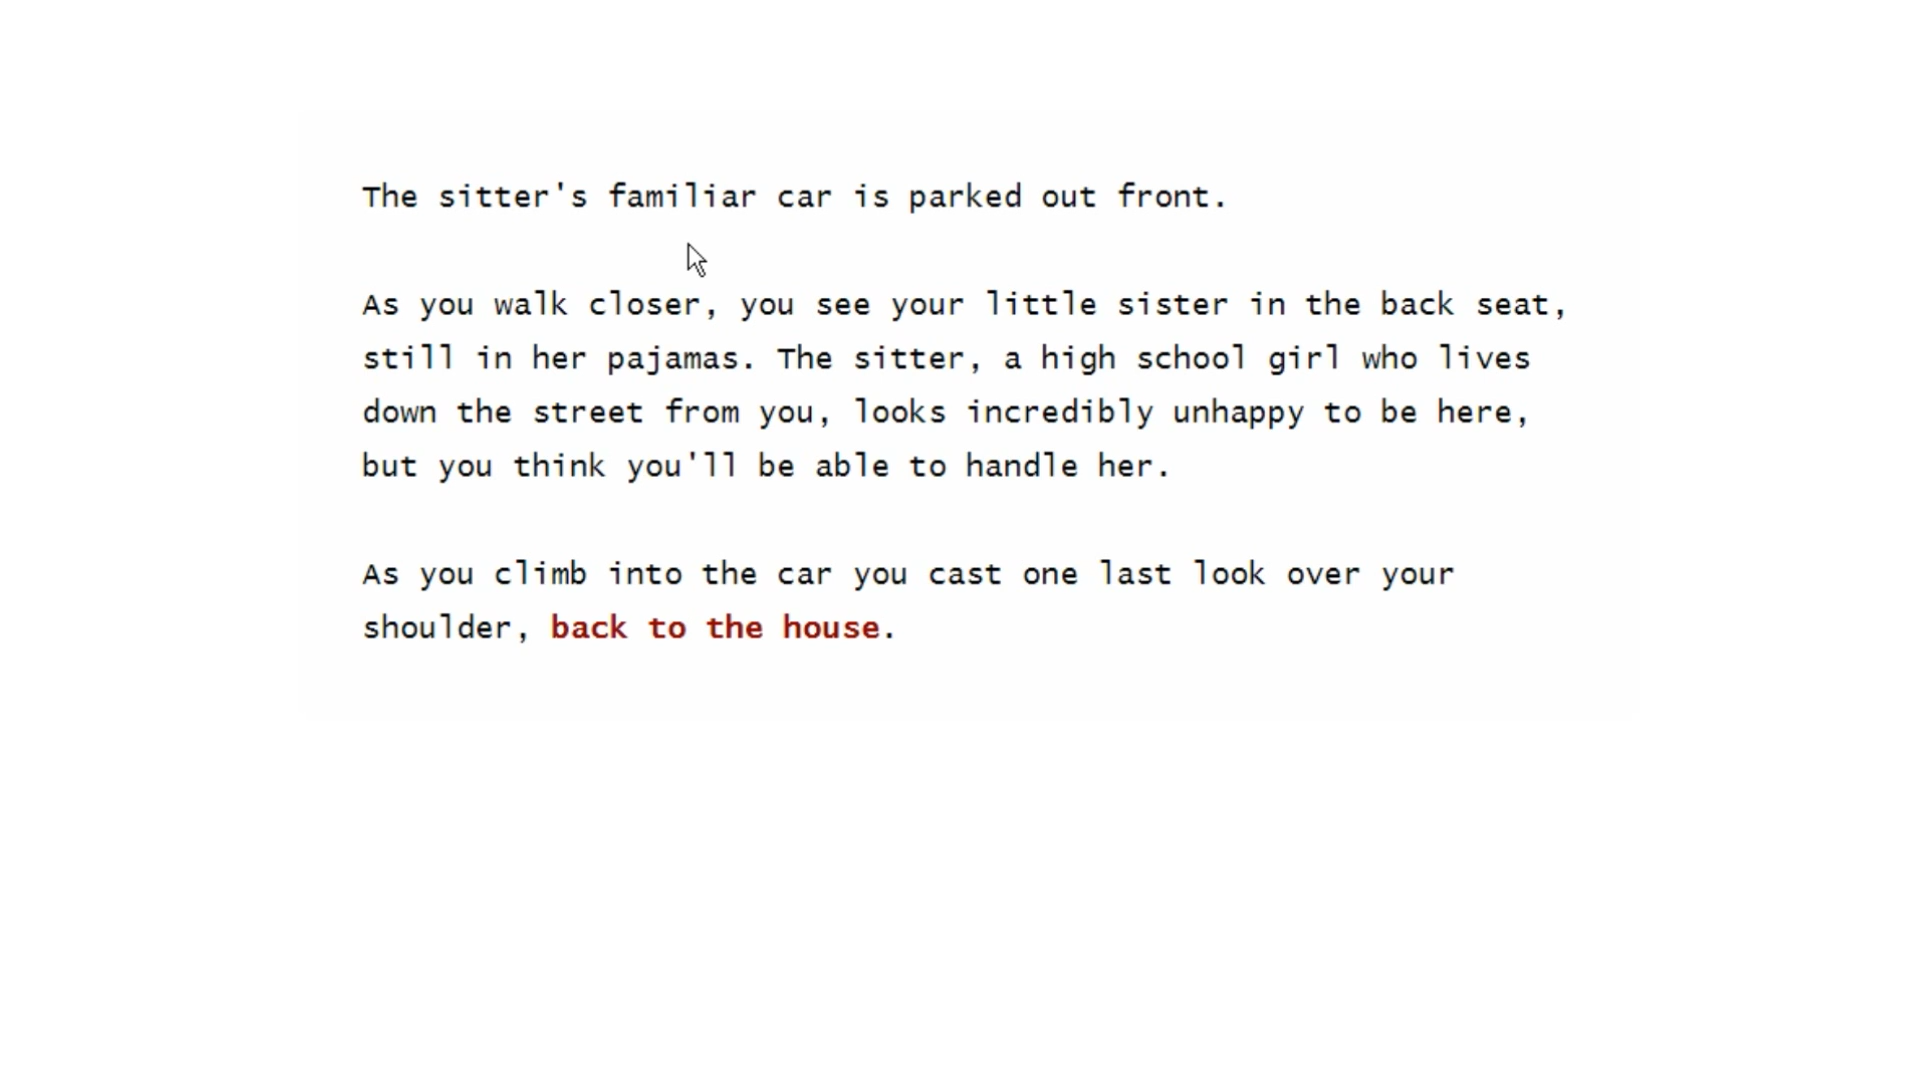 The sitter's familiar car is parked out front.
As you walk closer, you see your little sister in the back seat,
still in her pajamas. The sitter, a high school girl who lives
down the street from you, looks incredibly unhappy to be here,
but you think you'll be able to handle her.
As you climb into the car you cast one last look over your
shoulder, back to the house.